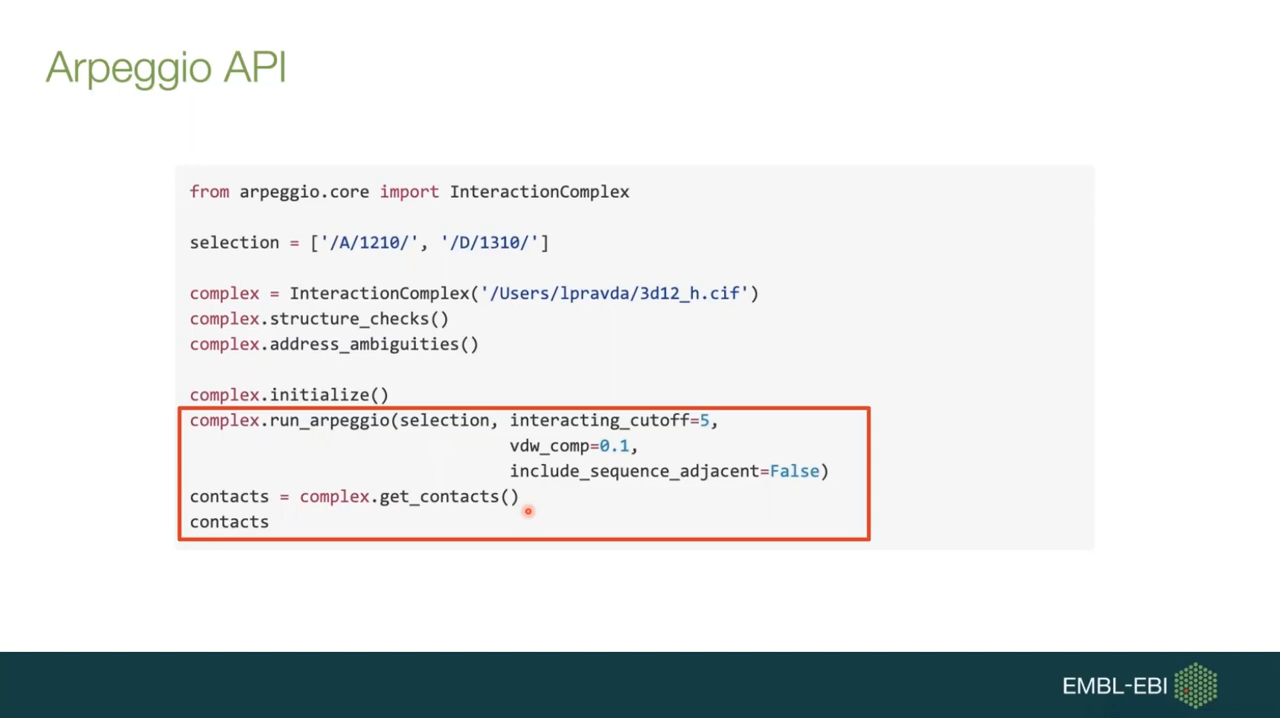 Arpeggio API
from arpeggio.core import InteractionComplex
selection = ['/A/1210/', '/D/1310/']
complex = InteractionComplex('/Users/lpravda/3d12_h.cif')
complex.structure_checks()
complex.address_ambiguities()
complex.initialize()
complex.run_arpeggio(selection, interacting_cutoff=5,
vdw_comp=0.1,
include_sequence_adjacent=False)
contacts = complex.get_contacts()
contacts
EMBL-EBI